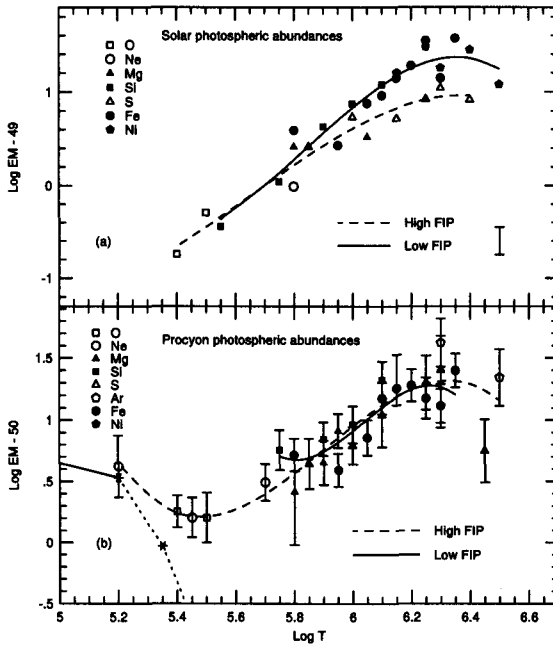 Solar photospheric abundances
O
Ne
Mg
Si
S
Fe
Ni
Log EM - 49
1
0
-1
(a)
High FIP
Low FIP
Procyon photospheric abundances
O
Ne
Mg
Si
S
Ar
Fe
Ni
Log EM - 50
1.5
1
.5
0
-.5
(b)
High FIP
Low FIP
5
5.2
5.4
5.6
5.8
6
6.2
6.4
6.6
Log T